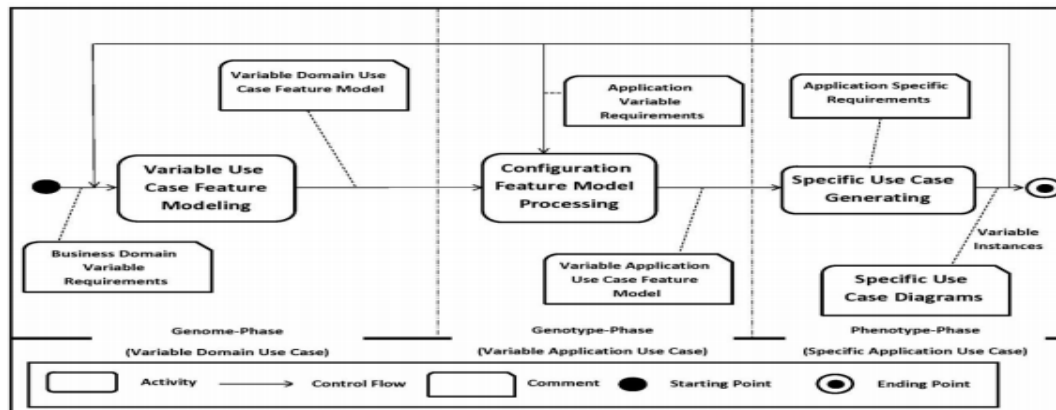 Variable Domain Use
Case Feature Model
Application
Variable
Requirements
Application Specific
Requirements
Variable Use
Case Feature
Modeling
Configuration
Feature Model
Processing
Specific Use Case
Generating
Business Domain
Variable
Requirements
Variable Application
Use Case Feature
Model
Variable
Instances
Specific Use
Case Diagrams
Genome-Phase
(Variable Domain Use Case)
Genotype-Phase
(Variable Application Use Case)
Phenotype-Phase
(Specific Application Use Case)
Activity
Control Flow
Comment
Starting Point
Ending Point